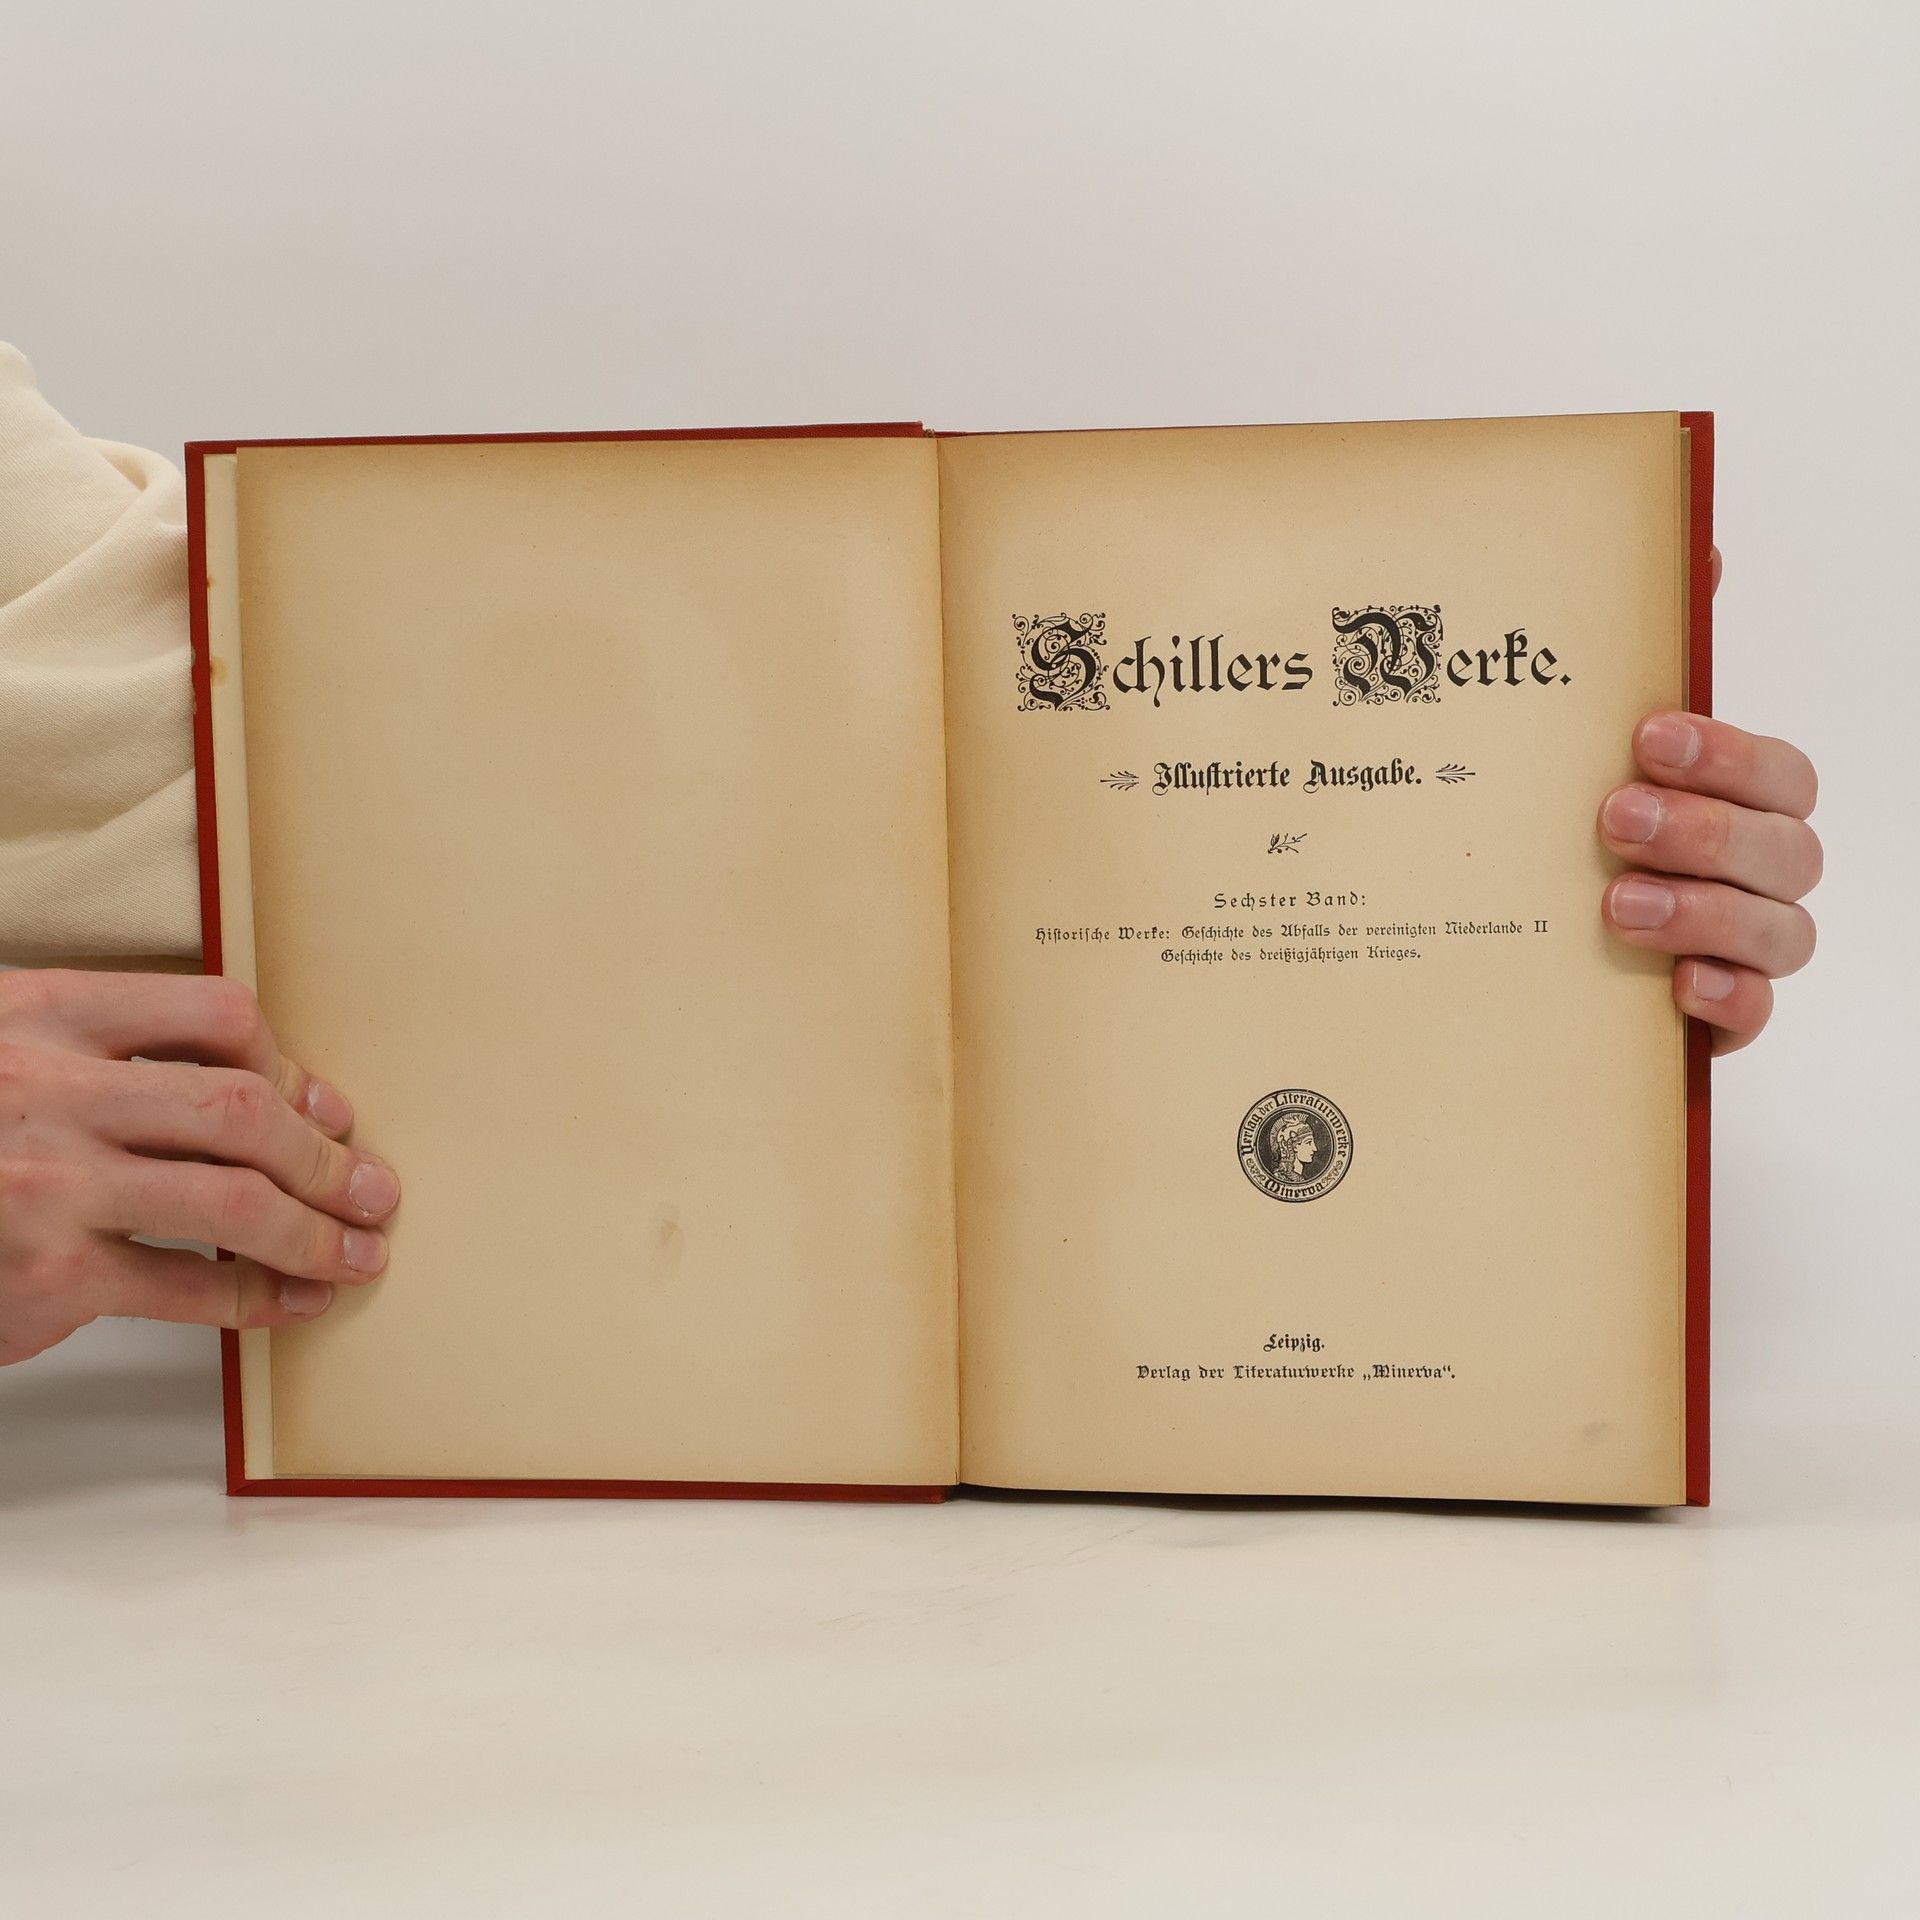 Schillers Werke.
Illustrierte Ausgabe.
Sechster Band:
Historische Werke: Geschichte des Abfalls der vereinigten Niederlande II
Geschichte des dreißigjährigen Krieges.
Verlag der Literaturwerke
Minerva
Leipzig.
Verlag der Literaturwerke „Minerva“.